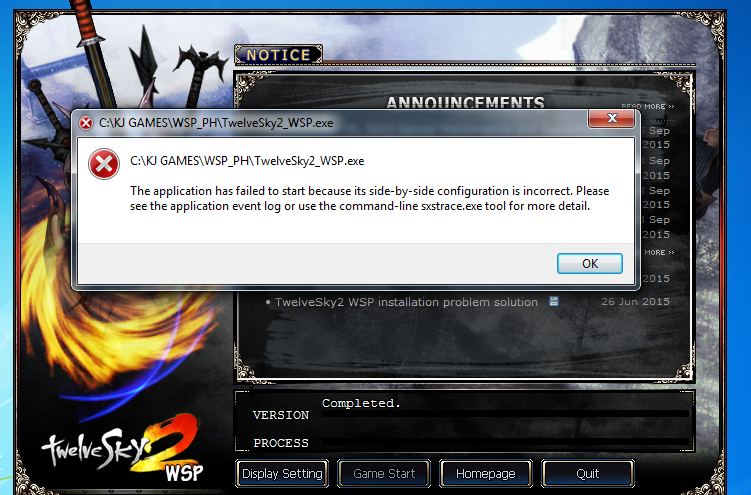 NOTICE
ANNOUNCEMENTS
READ MORE >>
C:\KJ GAMES\WSP_PH\TwelveSky2_WSP.exe
C:\KJ GAMES\WSP_PH\TwelveSky2_WSP.exe
The application has failed to start because its side-by-side configuration is incorrect. Please
see the application event log or use the command-line sxstrace.exe tool for more detail.
OK
Sep
2015
Sep
2015
Sep
2015
Sep
2015
MORE >>
2015
• TwelveSky2 WSP installation problem solution 26 Jun 2015
Completed.
VERSION
PROCESS
twelveSky2
WSP
Display Setting Game Start Homepage Quit